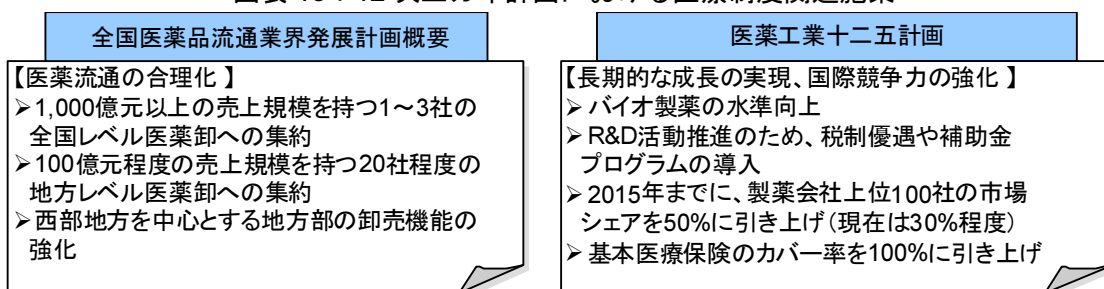 全国医薬品流通業界発展計画概要
【医薬流通の合理化 】
➢1,000億元以上の売上規模を持つ1～3社の
全国レベル医薬卸への集約
➢100億元程度の売上規模を持つ20社程度の
地方レベル医薬卸への集約
➢西部地方を中心とする地方部の卸売機能の
強化
医薬工業十二五計画
【長期的な成長の実現、国際競争力の強化 】
➢ バイオ製薬の水準向上
➢ R&D活動推進のため、税制優遇や補助金
プログラムの導入
➢ 2015年までに、製薬会社上位100社の市場
シェアを50%に引き上げ（現在は30%程度）
➢ 基本医療保険のカバー率を100%に引き上げ